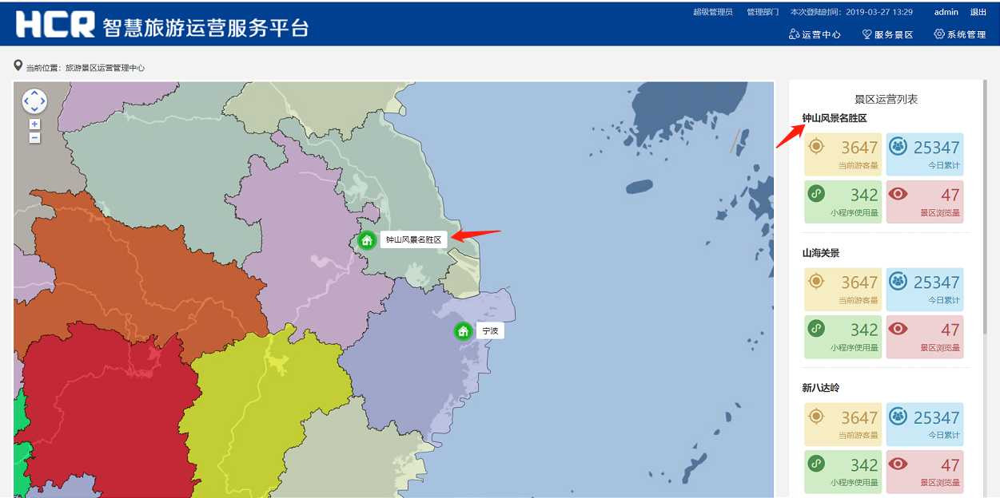 HCR 智慧旅游运营服务平台
超级管理员 管理部门 本次登陆时间：2019-03-27 13:29 admin 退出
运营中心 服务景区 系统管理
当前位置：旅游景区运营管理中心
+
−
钟山风景名胜区
宁波
景区运营列表
钟山风景名胜区
3647
当前游客量
25347
今日累计
342
小程序使用量
47
景区浏览量
山海关景
3647
当前游客量
25347
今日累计
342
小程序使用量
47
景区浏览量
新八达岭
3647
当前游客量
25347
今日累计
342
小程序使用量
47
景区浏览量